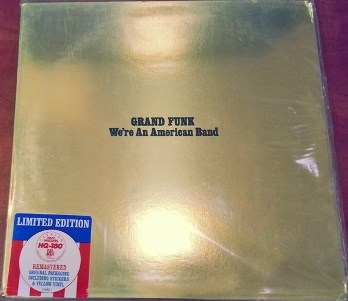 GRAND FUNK
We're An American Band
LIMITED EDITION
HQ-180
REMASTERED
ORIGINAL PACKAGING
INCLUDING STICKERS
& YELLOW VINYL